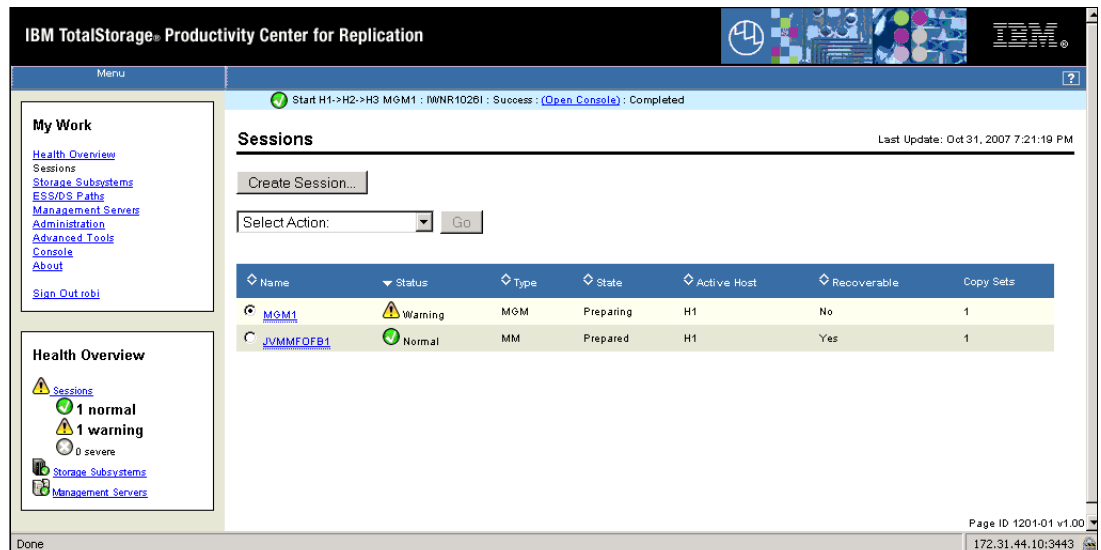 IBM TotalStorage® Productivity Center for Replication
IBM®
Menu
?
Start H1->H2->H3 MGM1 : IWNR1026I : Success : (Open Console) : Completed
My Work
Health Overview
Sessions
Storage Subsystems
ESS/DS Paths
Management Servers
Administration
Advanced Tools
Console
About
Sign Out robi
Health Overview
Sessions
1 normal
1 warning
0 severe
Storage Subsystems
Management Servers
Sessions
Last Update: Oct 31, 2007 7:21:19 PM
Create Session...
Select Action: Go
Name Status Type State Active Host Recoverable Copy Sets
MGM1 Warning MGM Preparing H1 No 1
JVMMFOFB1 Normal MM Prepared H1 Yes 1
Page ID 1201-01 v1.00
Done 172.31.44.10:3443